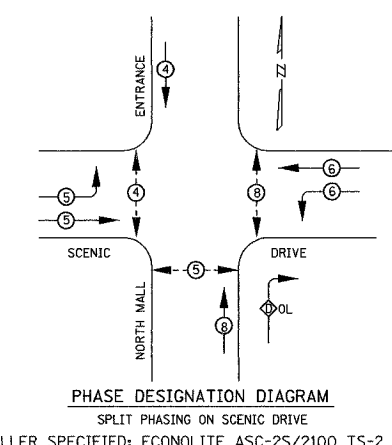 ENTRANCE
4
N
6
6
5
5
4
8
SCENIC
DRIVE
5
NORTH MALL
D OL
8
PHASE DESIGNATION DIAGRAM
SPLIT PHASING ON SCENIC DRIVE
LLER SPECIFIED: ECONOLITE ASC-2S/2100 TS-2